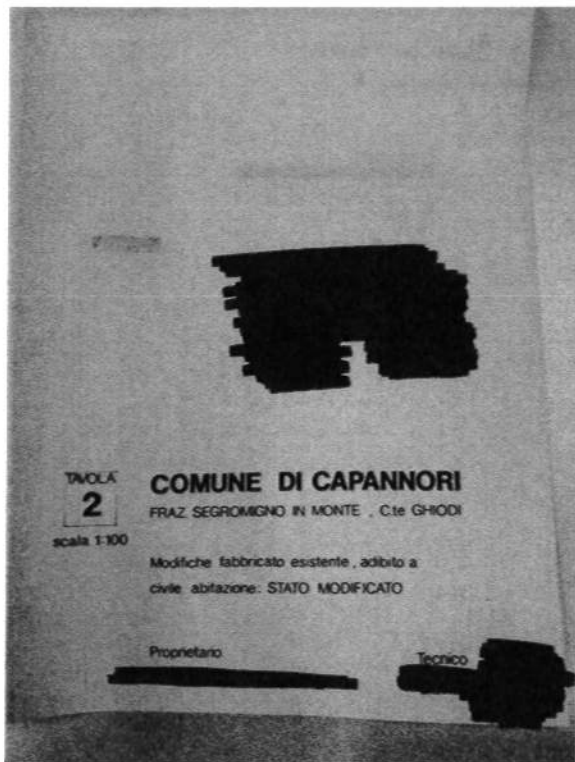 TAVOLA
2
scala 1:100
COMUNE DI CAPANNORI
FRAZ. SEGROMIGNO IN MONTE , C.te GHIODI
Modifiche fabbricato esistente , adibito a
civile abitazione: STATO MODIFICATO
Proprietario
Tecnico